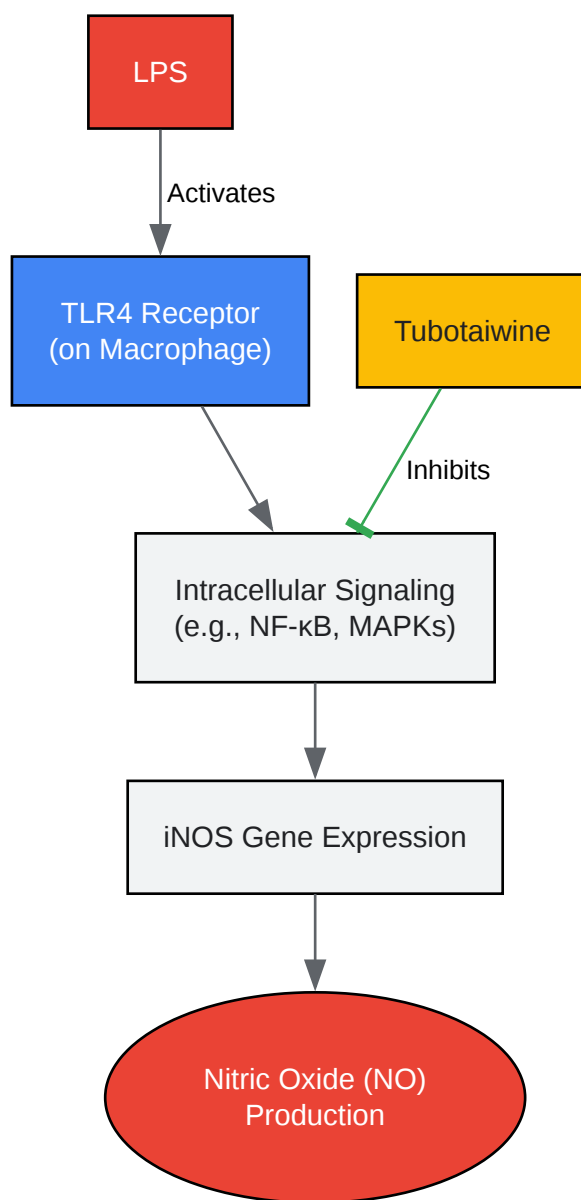 LPS
Activates
TLR4 Receptor
(on Macrophage)
Tubotaiwine
Inhibits
Intracellular Signaling
(e.g., NF-κB, MAPKs)
iNOS Gene Expression
Nitric Oxide (NO)
Production